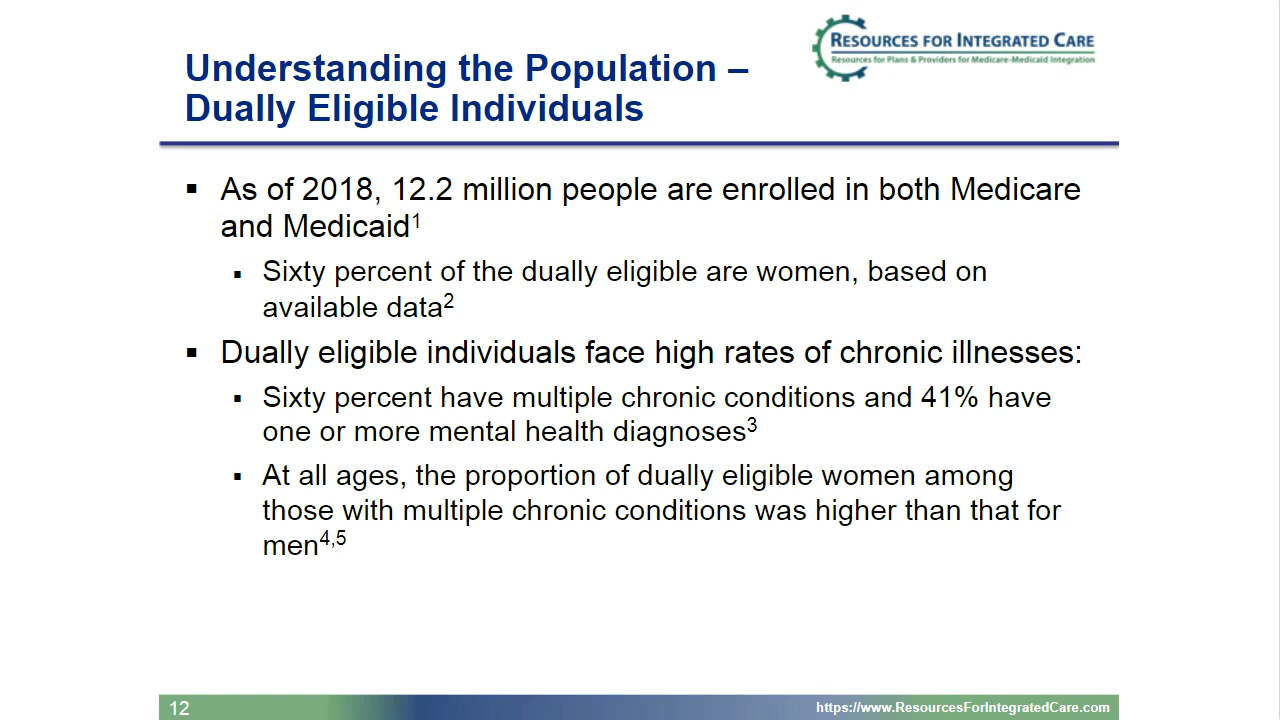 RESOURCES FOR INTEGRATED CARE
Resources for Plans & Providers for Medicare-Medicaid Integration
Understanding the Population –
Dually Eligible Individuals
▪ As of 2018, 12.2 million people are enrolled in both Medicare
and Medicaid¹
▪ Sixty percent of the dually eligible are women, based on
available data²
▪ Dually eligible individuals face high rates of chronic illnesses:
▪ Sixty percent have multiple chronic conditions and 41% have
one or more mental health diagnoses³
▪ At all ages, the proportion of dually eligible women among
those with multiple chronic conditions was higher than that for
men⁴,⁵
12
https://www.ResourcesForIntegratedCare.com